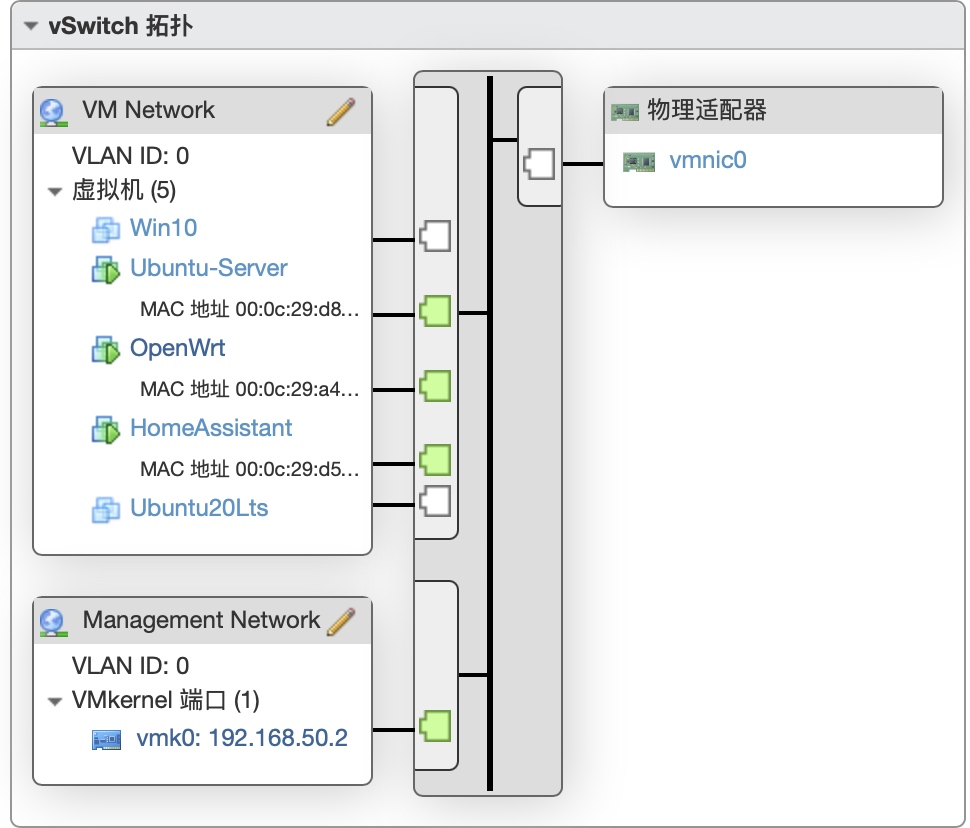 vSwitch 拓扑
VM Network
VLAN ID: 0
虚拟机 (5)
Win10
Ubuntu-Server
MAC 地址 00:0c:29:d8...
OpenWrt
MAC 地址 00:0c:29:a4...
HomeAssistant
MAC 地址 00:0c:29:d5...
Ubuntu20Lts
Management Network
VLAN ID: 0
VMkernel 端口 (1)
vmk0: 192.168.50.2
物理适配器
vmnic0